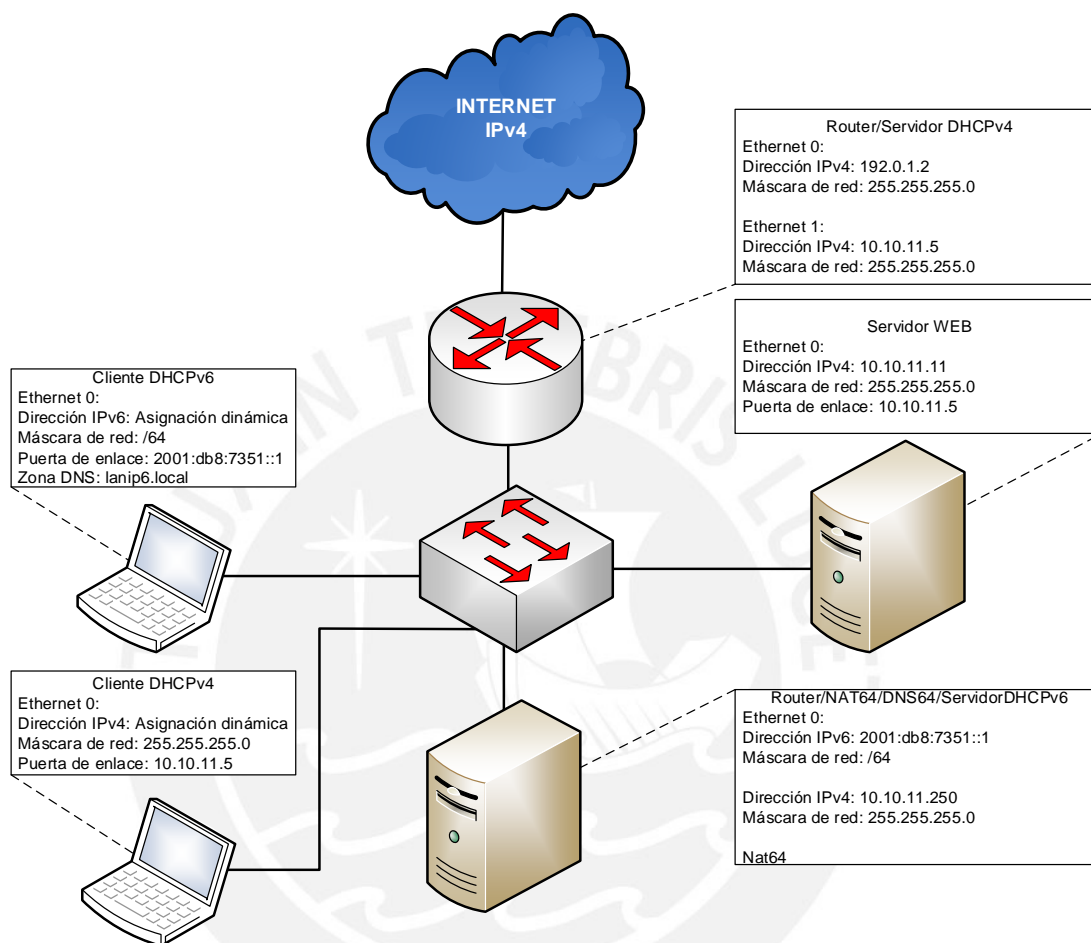 INTERNET
IPv4
Router/Servidor DHCPv4
Ethernet 0:
Dirección IPv4: 192.0.1.2
Máscara de red: 255.255.255.0
Ethernet 1:
Dirección IPv4: 10.10.11.5
Máscara de red: 255.255.255.0
Servidor WEB
Ethernet 0:
Dirección IPv4: 10.10.11.11
Máscara de red: 255.255.255.0
Puerta de enlace: 10.10.11.5
Cliente DHCPv6
Ethernet 0:
Dirección IPv6: Asignación dinámica
Máscara de red: /64
Puerta de enlace: 2001:db8:7351::1
Zona DNS: lanip6.local
Cliente DHCPv4
Ethernet 0:
Dirección IPv4: Asignación dinámica
Máscara de red: 255.255.255.0
Puerta de enlace: 10.10.11.5
Router/NAT64/DNS64/ServidorDHCPv6
Ethernet 0:
Dirección IPv6: 2001:db8:7351::1
Máscara de red: /64
Dirección IPv4: 10.10.11.250
Máscara de red: 255.255.255.0
Nat64